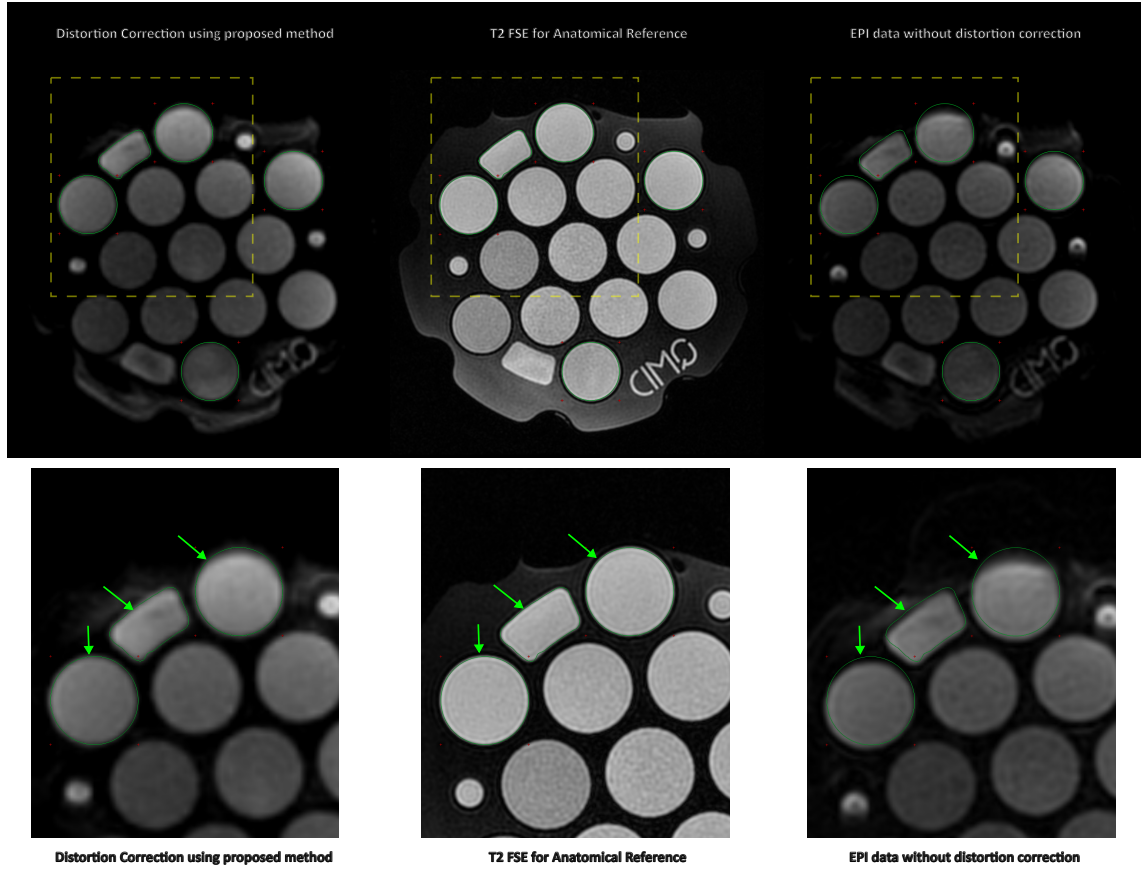 Distortion Correction using proposed method
T2 FSE for Anatomical Reference
EPI data without distortion correction
Distortion Correction using proposed method
T2 FSE for Anatomical Reference
EPI data without distortion correction